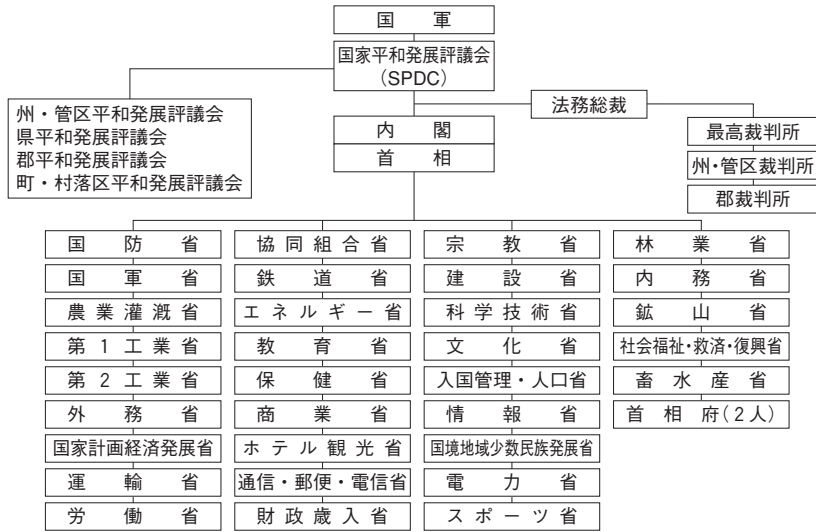 国軍
国家平和発展評議会
(SPDC)
法務総裁
州・管区平和発展評議会
県平和発展評議会
郡平和発展評議会
町・村落区平和発展評議会
内閣
首相
最高裁判所
州・管区裁判所
郡裁判所
国防省
国軍省
農業灌漑省
第1工業省
第2工業省
外務省
国家計画経済発展省
運輸省
労働省
協同組合省
鉄道省
エネルギー省
教育省
保健省
商業省
ホテル観光省
通信・郵便・電信省
財政歳入省
宗教省
建設省
科学技術省
文化省
入国管理・人口省
情報省
国境地域少数民族発展省
電力省
スポーツ省
林業省
内務省
鉱山省
社会福祉・救済・復興省
畜水産省
首相府(2人)